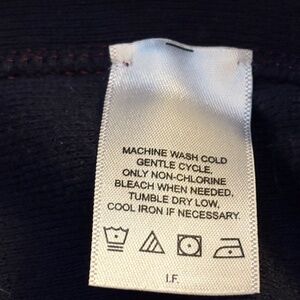 MACHINE WASH COLD
GENTLE CYCLE.
ONLY NON-CHLORINE
BLEACH WHEN NEEDED.
TUMBLE DRY LOW,
COOL IRON IF NECESSARY.
I.F.